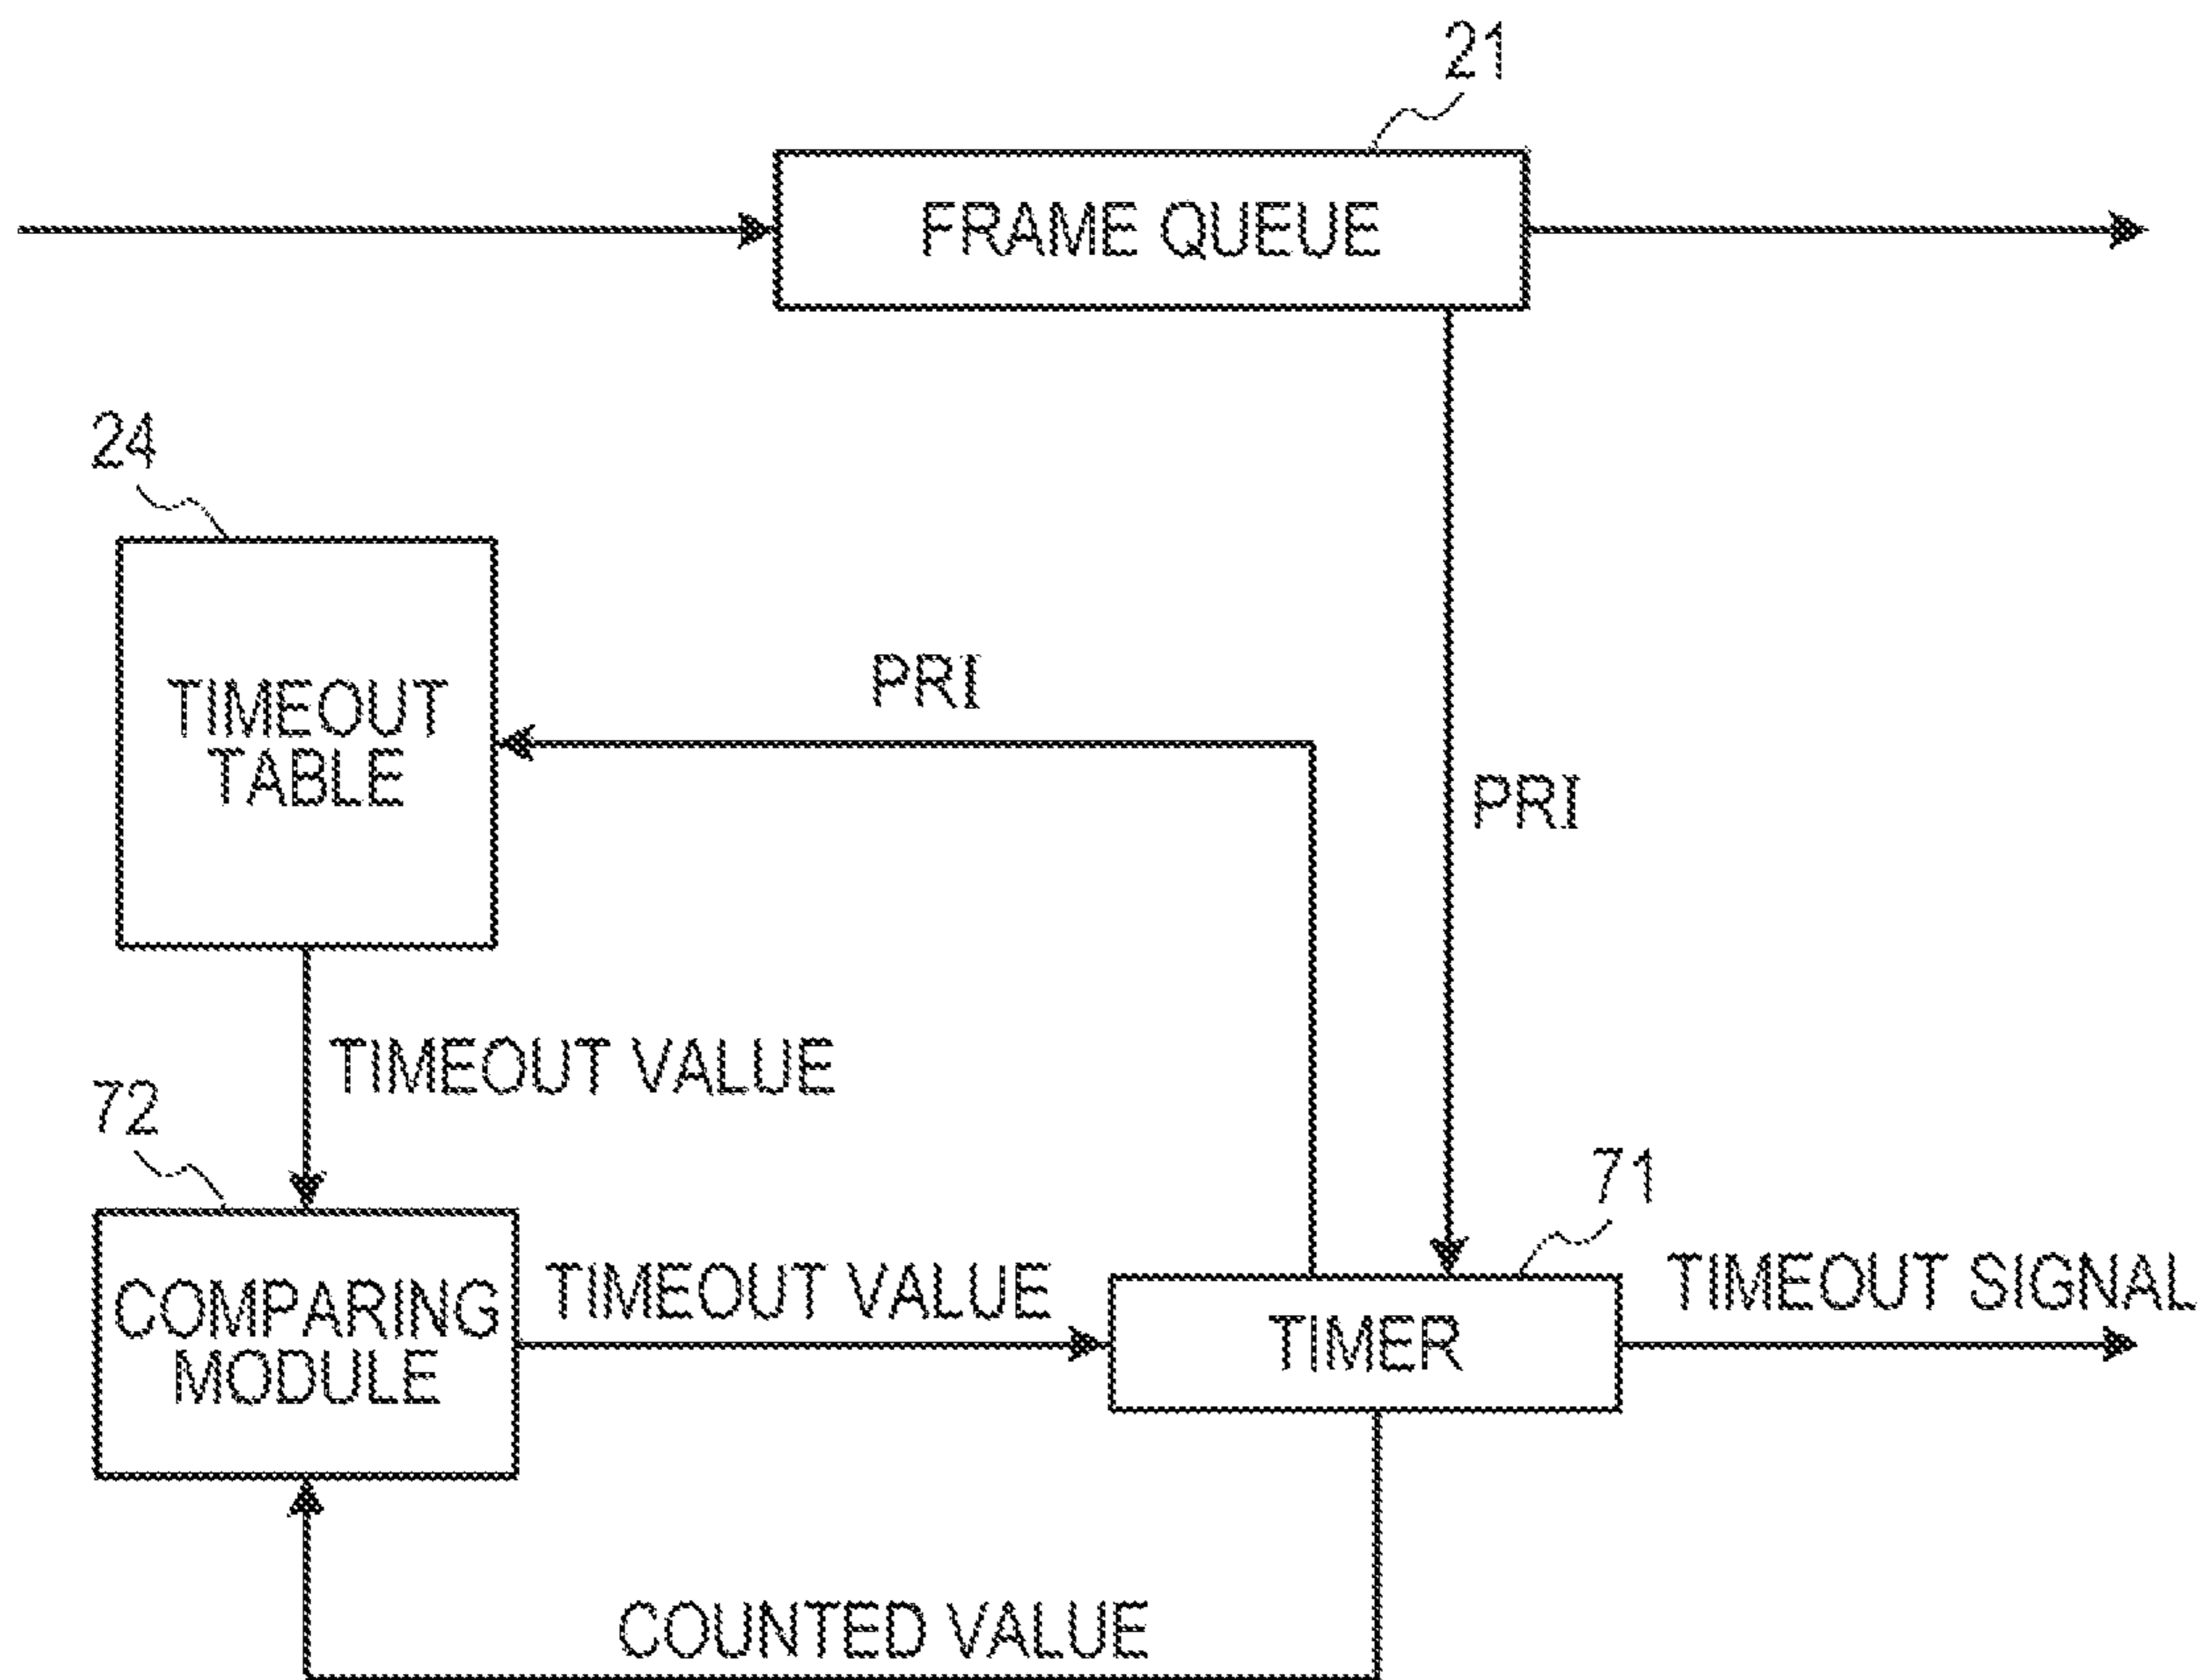 21
FRAME QUEUE
24
TIMEOUT
TABLE
PRI
PRI
TIMEOUT VALUE
72
71
COMPARING
MODULE
TIMEOUT VALUE
TIMER
TIMEOUT SIGNAL
COUNTED VALUE